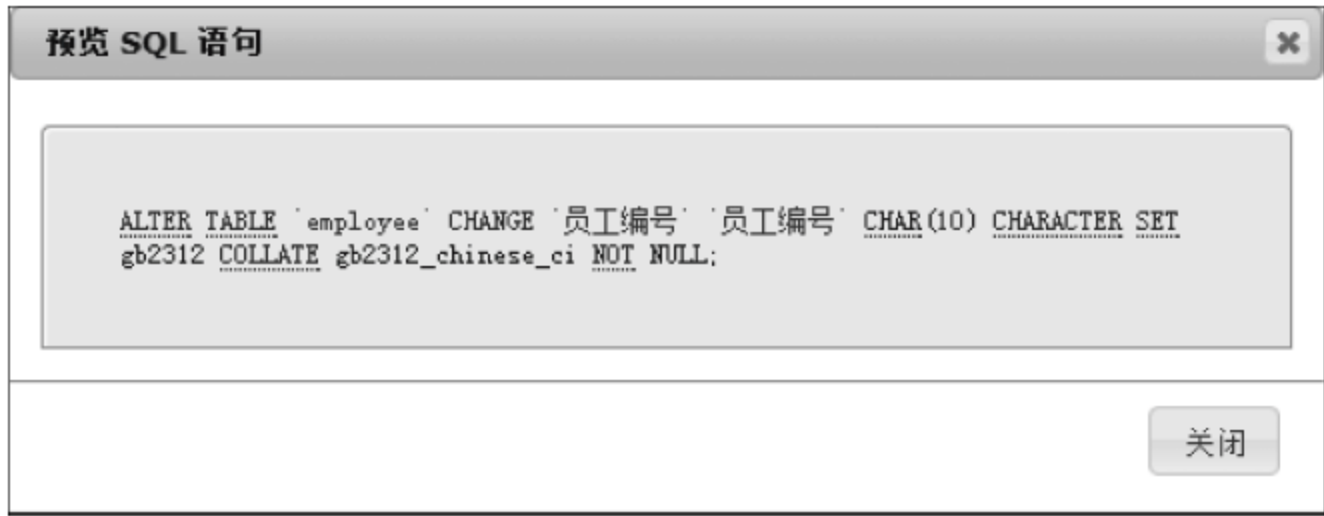 预览 SQL 语句
ALTER TABLE `employee` CHANGE `员工编号` `员工编号` CHAR(10) CHARACTER SET
gb2312 COLLATE gb2312_chinese_ci NOT NULL;
关闭